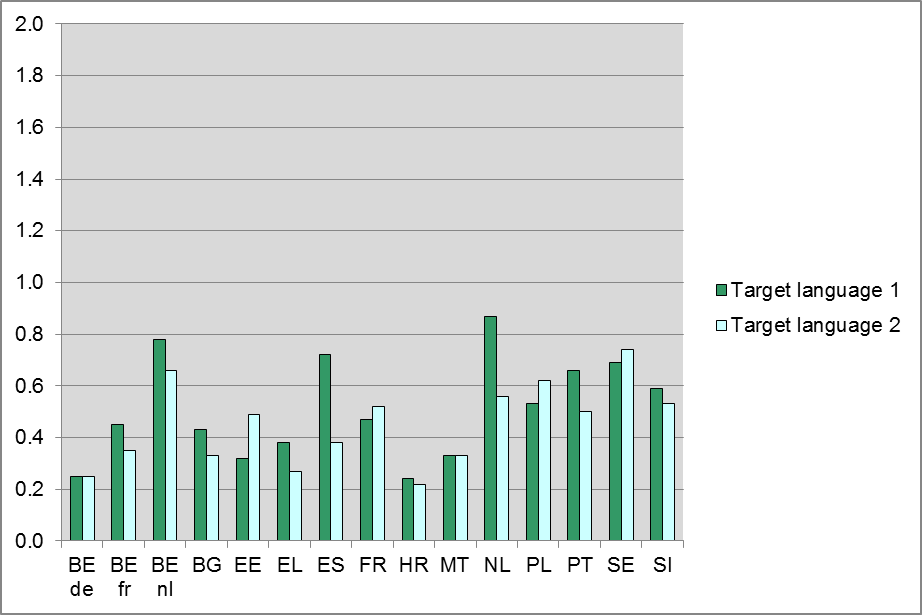 2.0
1.8
1.6
1.4
1.2
1.0
0.8
0.6
0.4
0.2
0.0
BE de
BE fr
BE nl
BG
EE
EL
ES
FR
HR
MT
NL
PL
PT
SE
SI
Target language 1
Target language 2